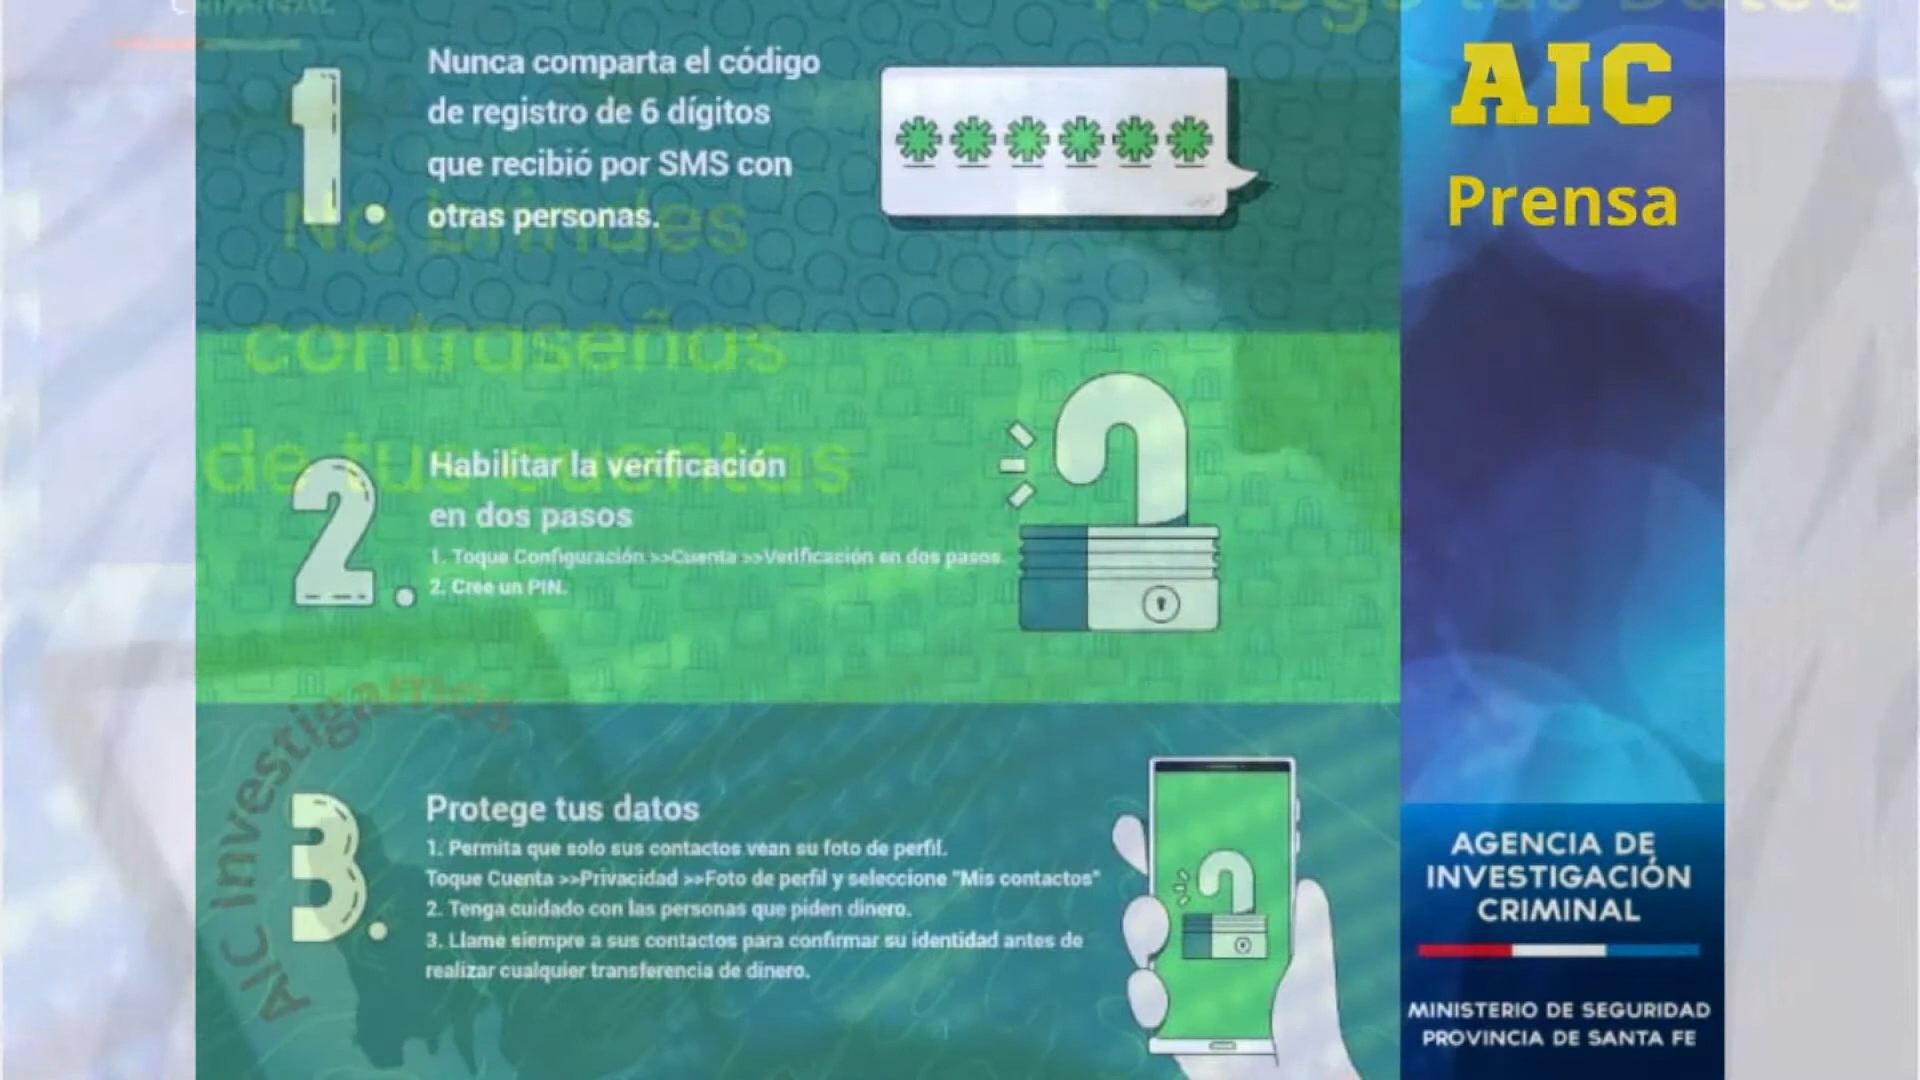 CRIMINAL
Protege tus Datos
1.
Nunca comparta el código
de registro de 6 dígitos
que recibió por SMS con
otras personas.
No brindes
contraseñas
de tus cuentas
2.
Habilitar la verificación
en dos pasos
1. Toque Configuración >>Cuenta >>Verificación en dos pasos.
2. Cree un PIN.
AIC Investigamos
3.
Protege tus datos
1. Permita que solo sus contactos vean su foto de perfil.
Toque Cuenta >>Privacidad >>Foto de perfil y seleccione "Mis contactos"
2. Tenga cuidado con las personas que piden dinero.
3. Llame siempre a sus contactos para confirmar su identidad antes de
realizar cualquier transferencia de dinero.
AIC
Prensa
AGENCIA DE
INVESTIGACIÓN
CRIMINAL
MINISTERIO DE SEGURIDAD
PROVINCIA DE SANTA FE